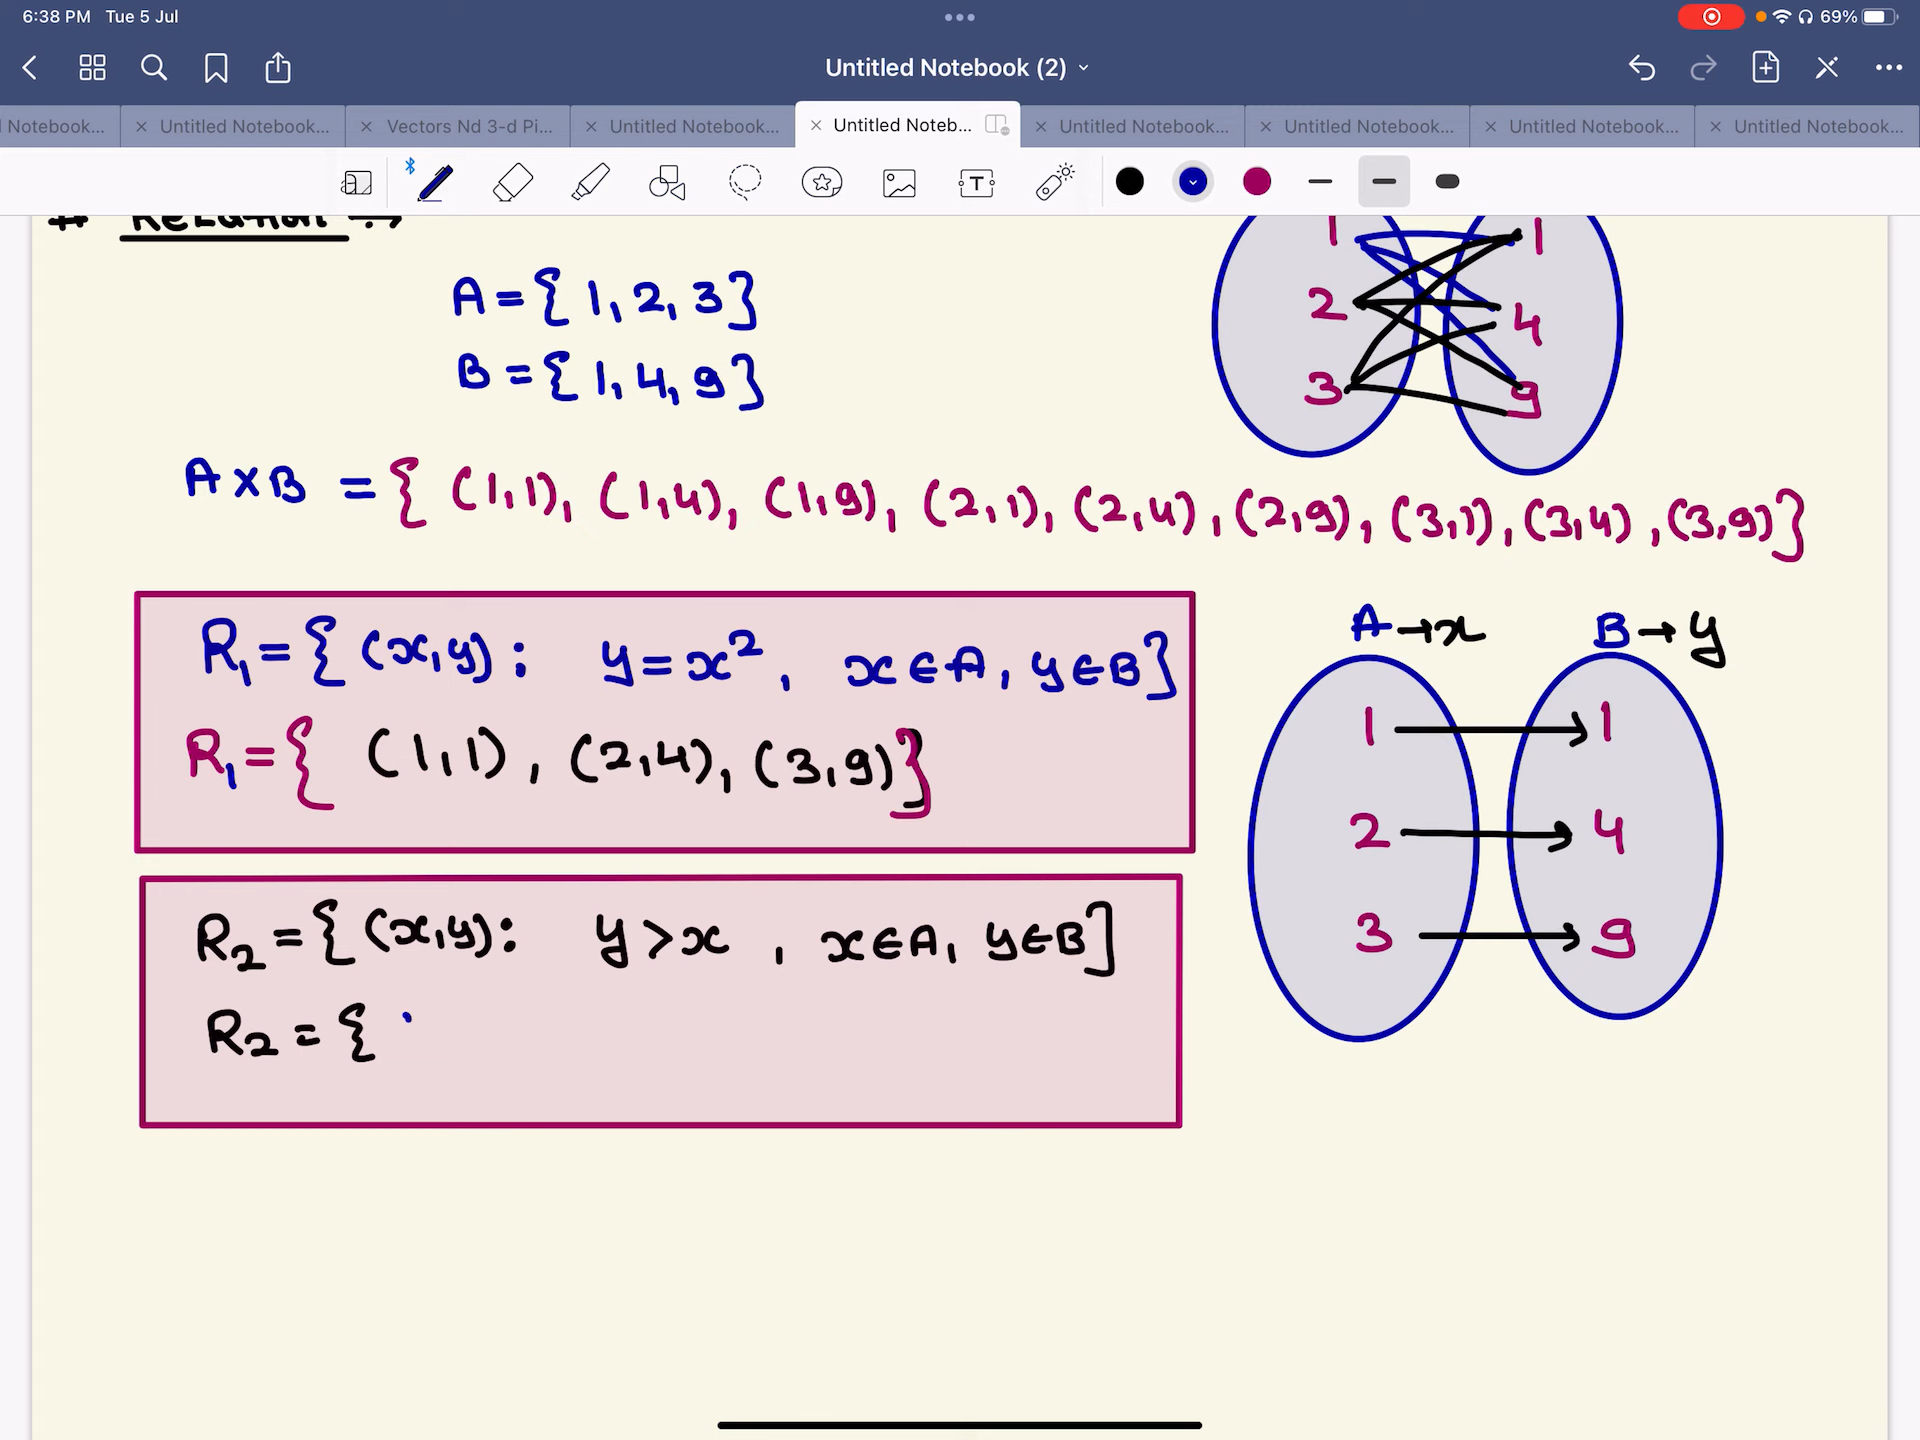 6:38 PM Tue 5 Jul
69%
Untitled Notebook (2)
Notebook... Untitled Notebook... Vectors Nd 3-d Pi... Untitled Notebook... Untitled Noteb... Untitled Notebook... Untitled Notebook... Untitled Notebook... Untitled Notebook...
# Relation :→
A = { 1, 2, 3 }
B = { 1, 4, 9 }
1 1
2 4
3 9
A×B = { (1,1), (1,4), (1,9), (2,1), (2,4), (2,9), (3,1), (3,4), (3,9) }
R₁ = { (x,y) : y = x², x ∈ A, y ∈ B }
R₁ = { (1,1), (2,4), (3,9) }
A → x B → y
1 → 1
2 → 4
3 → 9
R₂ = { (x,y) : y > x , x ∈ A, y ∈ B ]
R₂ = {